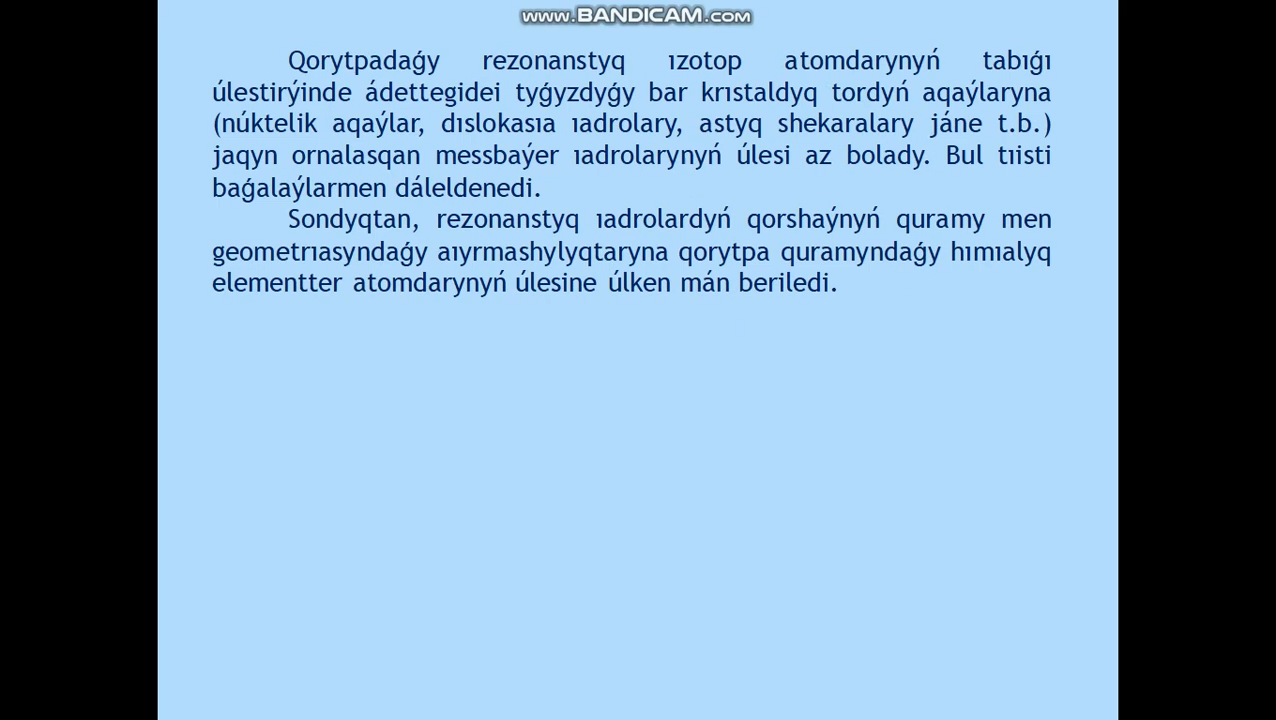 www.BANDICAM.com
Qorytpadaǵy rezonanstyq ızotop atomdarynyń tabıǵı
úlestirýinde ádettegidei tyǵyzdyǵy bar krıstaldyq tordyń aqaýlaryna
(núktelik aqaýlar, dıslokasıa ıadrolary, astyq shekaralary jáne t.b.)
jaqyn ornalasqan messbaýer ıadrolarynyń úlesi az bolady. Bul tıisti
baǵalaýlarmen dáleldenedi.
Sondyqtan, rezonanstyq ıadrolardyń qorshaýnyń quramy men
geometrıasyndaǵy aıyrmashylyqtaryna qorytpa quramyndaǵy hımıalyq
elementter atomdarynyń úlesine úlken mán beriledi.